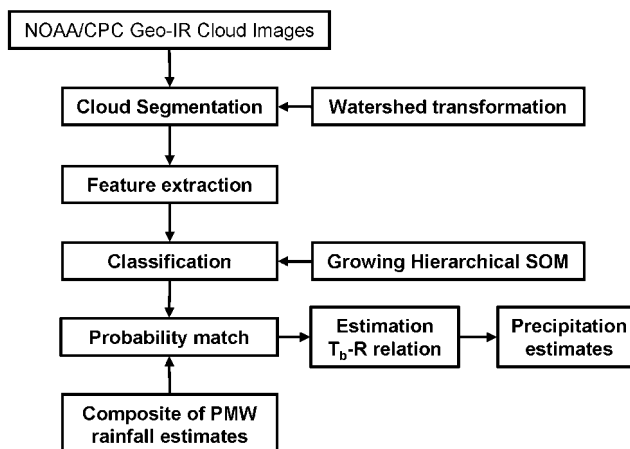 NOAA/CPC Geo-IR Cloud Images
Cloud Segmentation
Watershed transformation
Feature extraction
Classification
Growing Hierarchical SOM
Probability match
Estimation
Tb-R relation
Precipitation
estimates
Composite of PMW
rainfall estimates